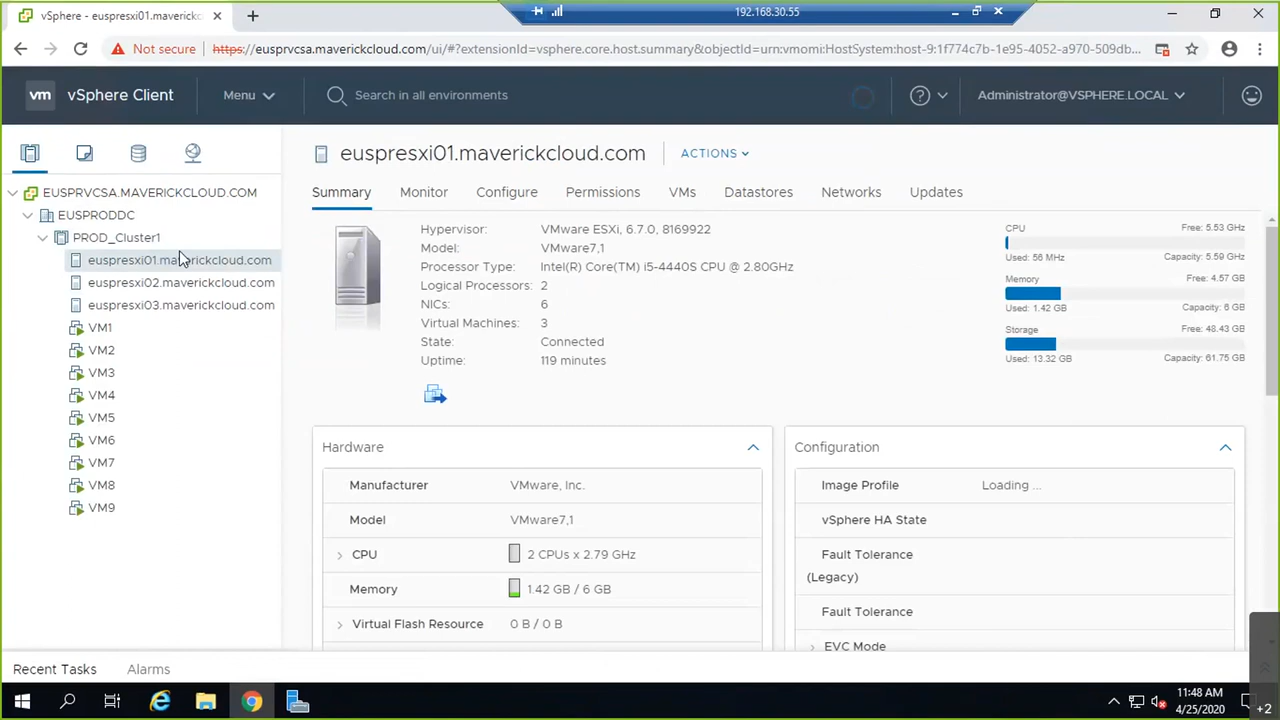 vSphere - euspresxi01.maverickc
192.168.30.55
Not secure
https://eusprvcsa.maverickcloud.com/ui/#?extensionId=vsphere.core.host.summary&objectId=urn:vmomi:HostSystem:host-9:1f774c7b-1e95-4052-a970-509db...
vm vSphere Client Menu Search in all environments Administrator@VSPHERE.LOCAL
euspresxi01.maverickcloud.com ACTIONS
Summary Monitor Configure Permissions VMs Datastores Networks Updates
EUSPRVCSA.MAVERICKCLOUD.COM
EUSPRODDC
PROD_Cluster1
euspresxi01.maverickcloud.com
euspresxi02.maverickcloud.com
euspresxi03.maverickcloud.com
VM1
VM2
VM3
VM4
VM5
VM6
VM7
VM8
VM9
Hypervisor: VMware ESXi, 6.7.0, 8169922
Model: VMware7,1
Processor Type: Intel(R) Core(TM) i5-4440S CPU @ 2.80GHz
Logical Processors: 2
NICs: 6
Virtual Machines: 3
State: Connected
Uptime: 119 minutes
CPU Free: 5.53 GHz
Used: 56 MHz Capacity: 5.59 GHz
Memory Free: 4.57 GB
Used: 1.42 GB Capacity: 6 GB
Storage Free: 48.43 GB
Used: 13.32 GB Capacity: 61.75 GB
Hardware
Manufacturer VMware, Inc.
Model VMware7,1
CPU 2 CPUs x 2.79 GHz
Memory 1.42 GB / 6 GB
Virtual Flash Resource 0 B / 0 B
Configuration
Image Profile Loading ...
vSphere HA State
Fault Tolerance
(Legacy)
Fault Tolerance
EVC Mode
Recent Tasks Alarms
11:48 AM
4/25/2020
+2